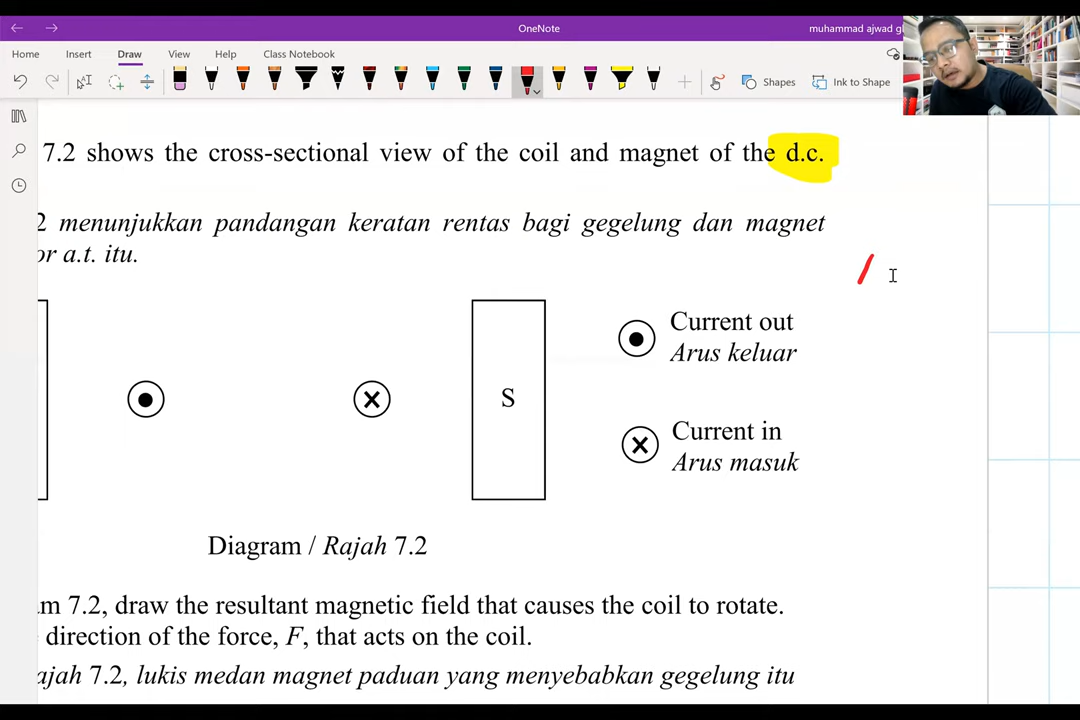 OneNote
muhammad ajwad
Home Insert Draw View Help Class Notebook
Shapes Ink to Shape
7.2 shows the cross-sectional view of the coil and magnet of the d.c.
2 menunjukkan pandangan keratan rentas bagi gegelung dan magnet
or a.t. itu.
Current out
Arus keluar
S
Current in
Arus masuk
Diagram / Rajah 7.2
m 7.2, draw the resultant magnetic field that causes the coil to rotate.
direction of the force, F, that acts on the coil.
ajah 7.2, lukis medan magnet paduan yang menyebabkan gegelung itu